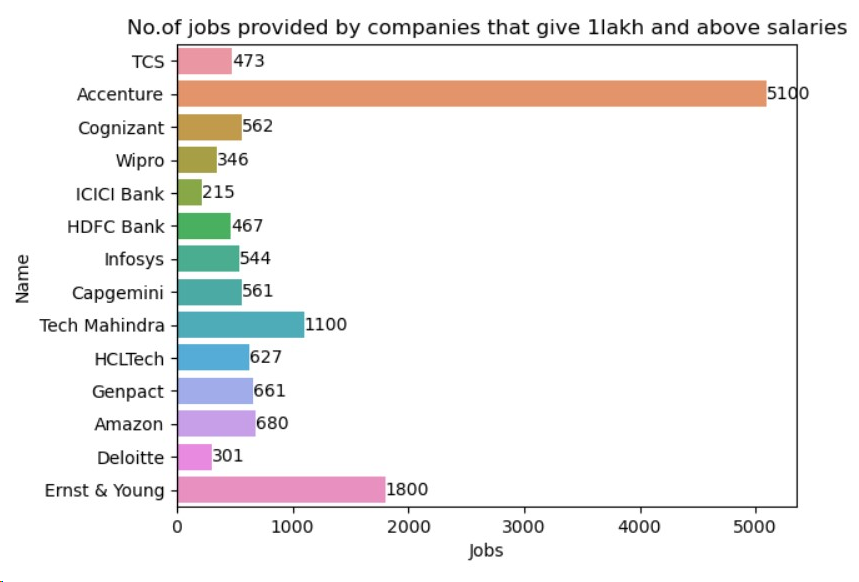 No.of jobs provided by companies that give 1lakh and above salaries
TCS 473
Accenture 5100
Cognizant 562
Wipro 346
ICICI Bank 215
HDFC Bank 467
Infosys 544
Name
Capgemini 561
Tech Mahindra 1100
HCLTech 627
Genpact 661
Amazon 680
Deloitte 301
Ernst & Young 1800
0 1000 2000 3000 4000 5000
Jobs